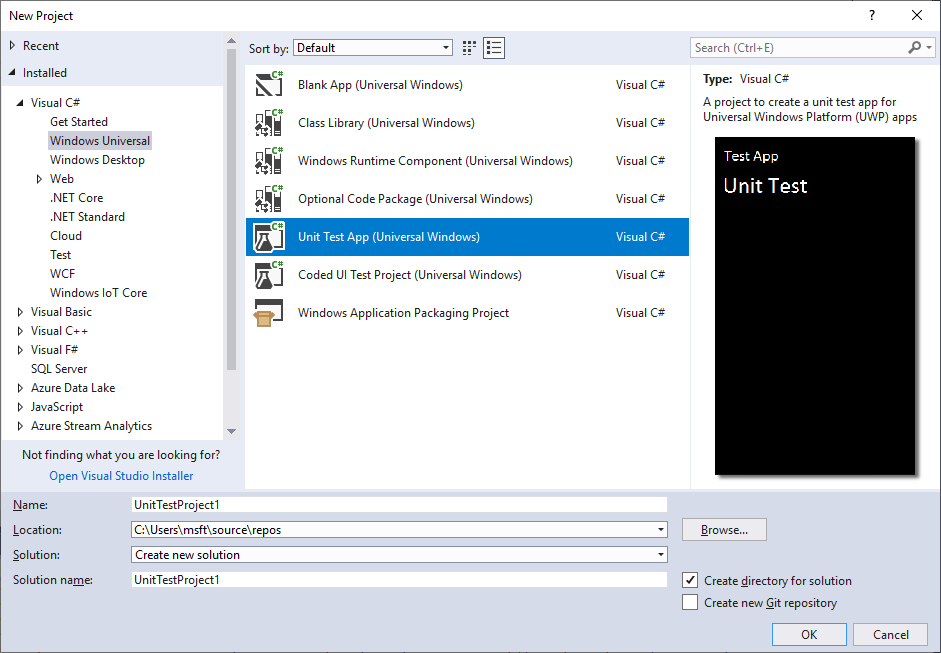 New Project
?
Recent
Installed
Visual C#
Get Started
Windows Universal
Windows Desktop
Web
.NET Core
.NET Standard
Cloud
Test
WCF
Windows IoT Core
Visual Basic
Visual C++
Visual F#
SQL Server
Azure Data Lake
JavaScript
Azure Stream Analytics
Not finding what you are looking for?
Open Visual Studio Installer
Sort by: Default
C# Blank App (Universal Windows) Visual C#
C# Class Library (Universal Windows) Visual C#
C# Windows Runtime Component (Universal Windows) Visual C#
C# Optional Code Package (Universal Windows) Visual C#
C# Unit Test App (Universal Windows) Visual C#
C# Coded UI Test Project (Universal Windows) Visual C#
Windows Application Packaging Project Visual C#
Search (Ctrl+E)
Type: Visual C#
A project to create a unit test app for
Universal Windows Platform (UWP) apps
Test App
Unit Test
Name: UnitTestProject1
Location: C:\Users\msft\source\repos
Browse...
Solution: Create new solution
Solution name: UnitTestProject1
Create directory for solution
Create new Git repository
OK Cancel